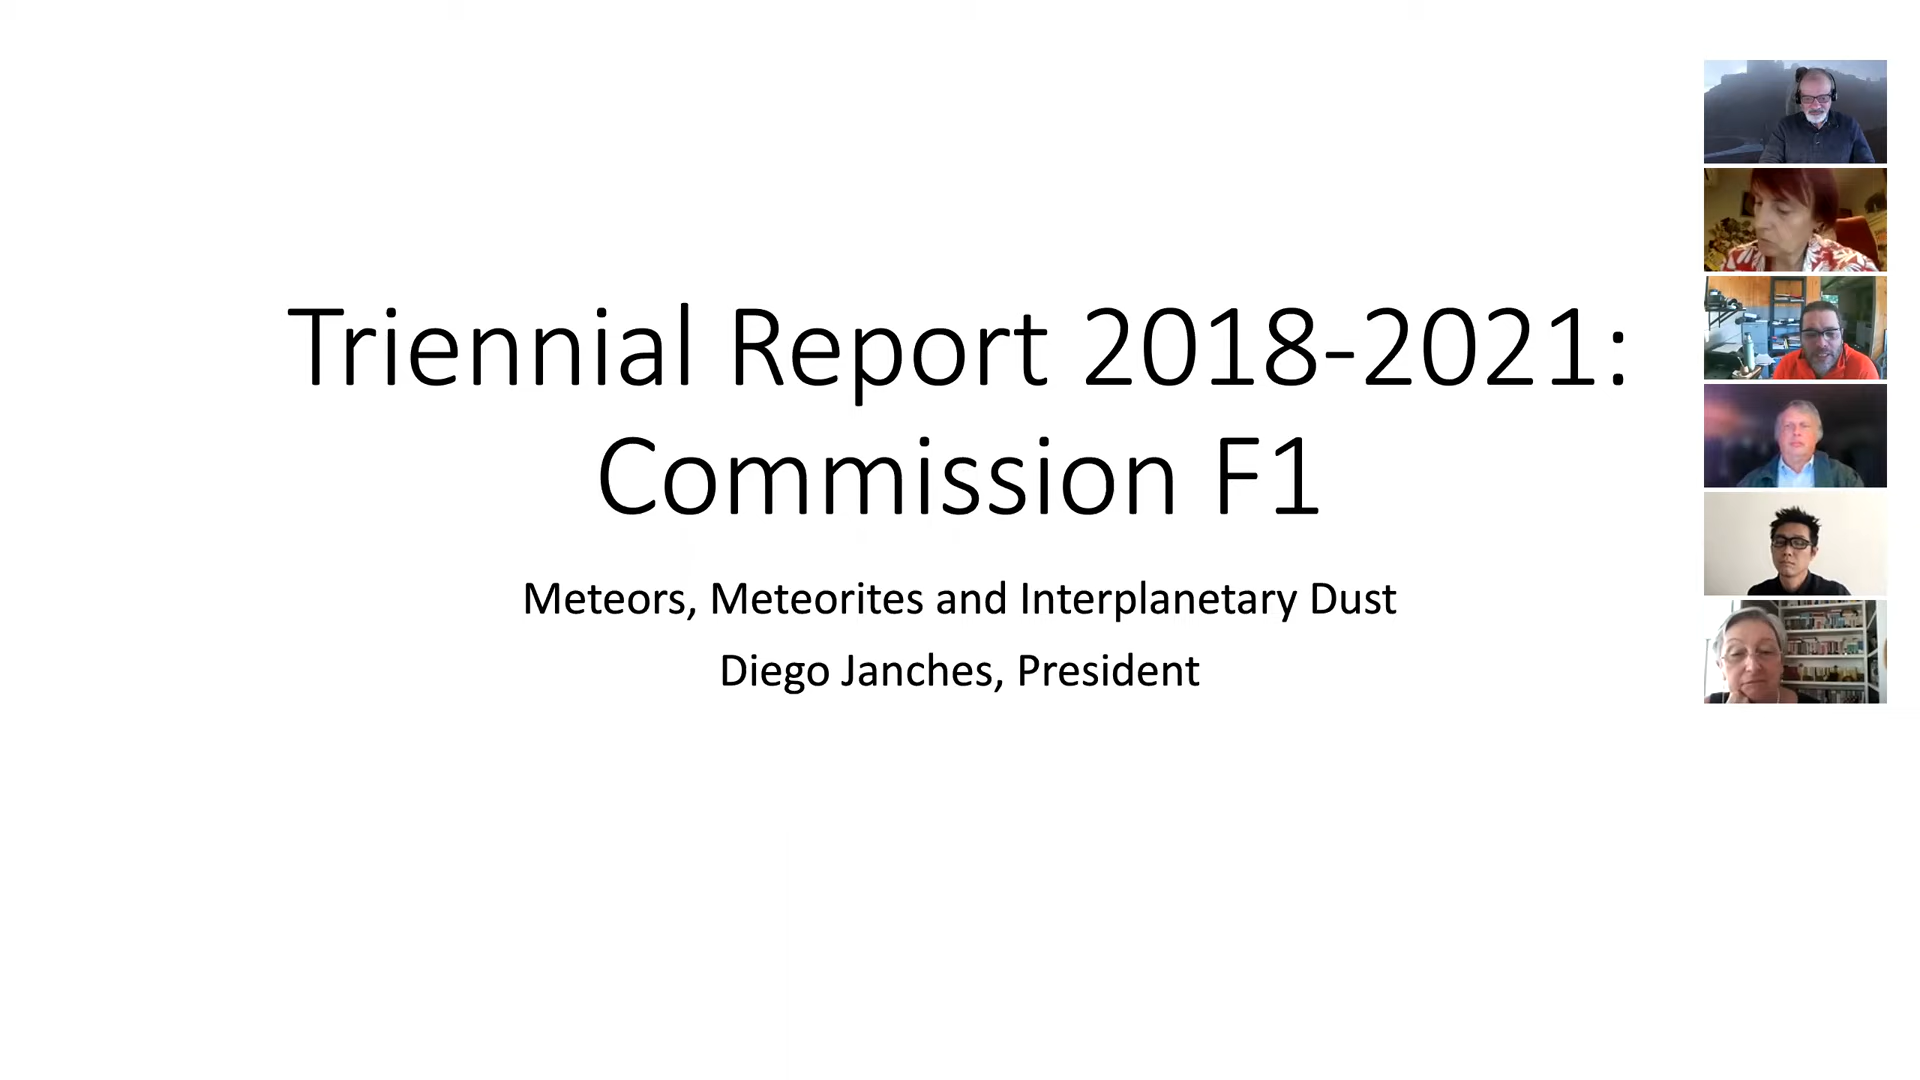 Triennial Report 2018-2021:
Commission F1
Meteors, Meteorites and Interplanetary Dust
Diego Janches, President